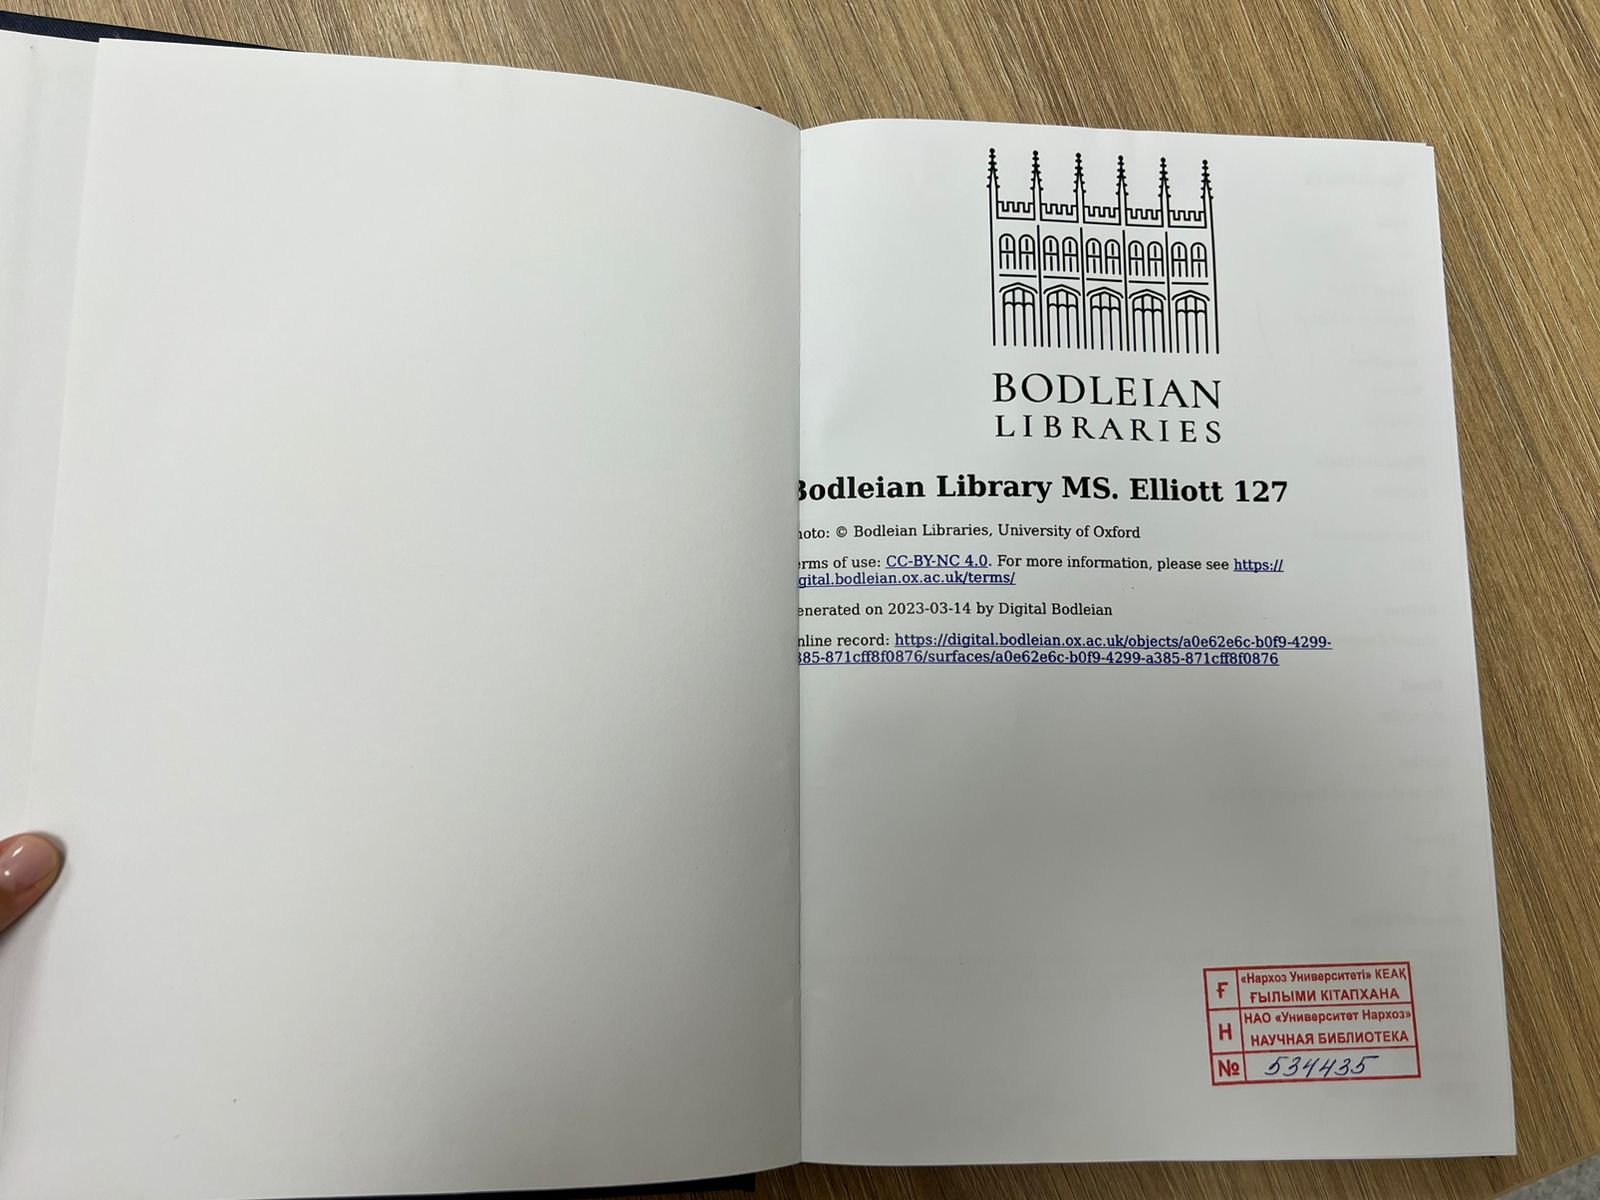 BODLEIAN
LIBRARIES
Bodleian Library MS. Elliott 127
hoto: © Bodleian Libraries, University of Oxford
erms of use: CC-BY-NC 4.0. For more information, please see https://
gital.bodleian.ox.ac.uk/terms/
enerated on 2023-03-14 by Digital Bodleian
nline record: https://digital.bodleian.ox.ac.uk/objects/a0e62e6c-b0f9-4299-
385-871cff8f0876/surfaces/a0e62e6c-b0f9-4299-a385-871cff8f0876
Ғ «Нархоз Университеті» КЕАҚ
ҒЫЛЫМИ КІТАПХАНА
Н НАО «Университет Нархоз»
НАУЧНАЯ БИБЛИОТЕКА
№ 534435